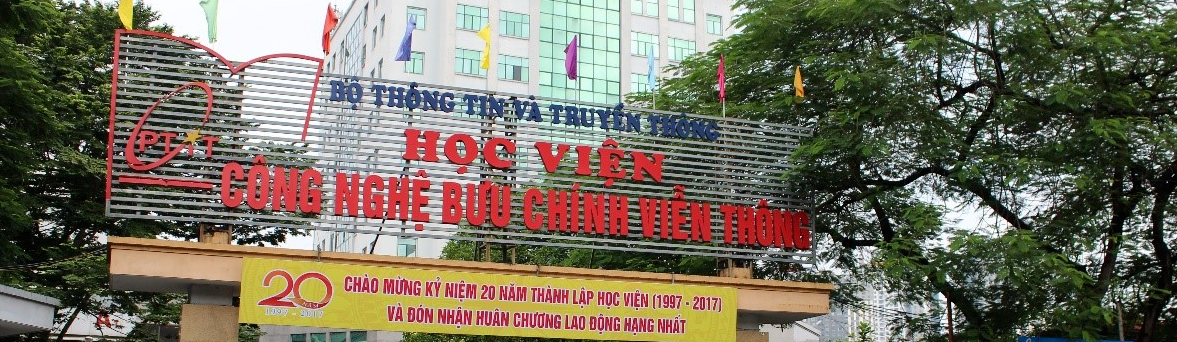 BỘ THÔNG TIN VÀ TRUYỀN THÔNG
PTIT
HỌC VIỆN
CÔNG NGHỆ BƯU CHÍNH VIỄN THÔNG
20
NĂM
1997 - 2017
CHÀO MỪNG KỶ NIỆM 20 NĂM THÀNH LẬP HỌC VIỆN (1997 - 2017)
VÀ ĐÓN NHẬN HUÂN CHƯƠNG LAO ĐỘNG HẠNG NHẤT